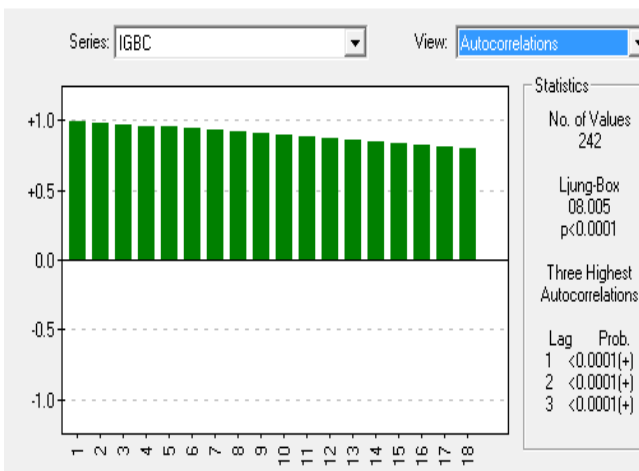 Series: IGBC View: Autocorrelations
Statistics
No. of Values
242
Ljung-Box
08.005
p<0.0001
Three Highest
Autocorrelations
Lag Prob.
1 <0.0001(+)
2 <0.0001(+)
3 <0.0001(+)
+1.0
+0.5
0.0
-0.5
-1.0
1 2 3 4 5 6 7 8 9 10 11 12 13 14 15 16 17 18